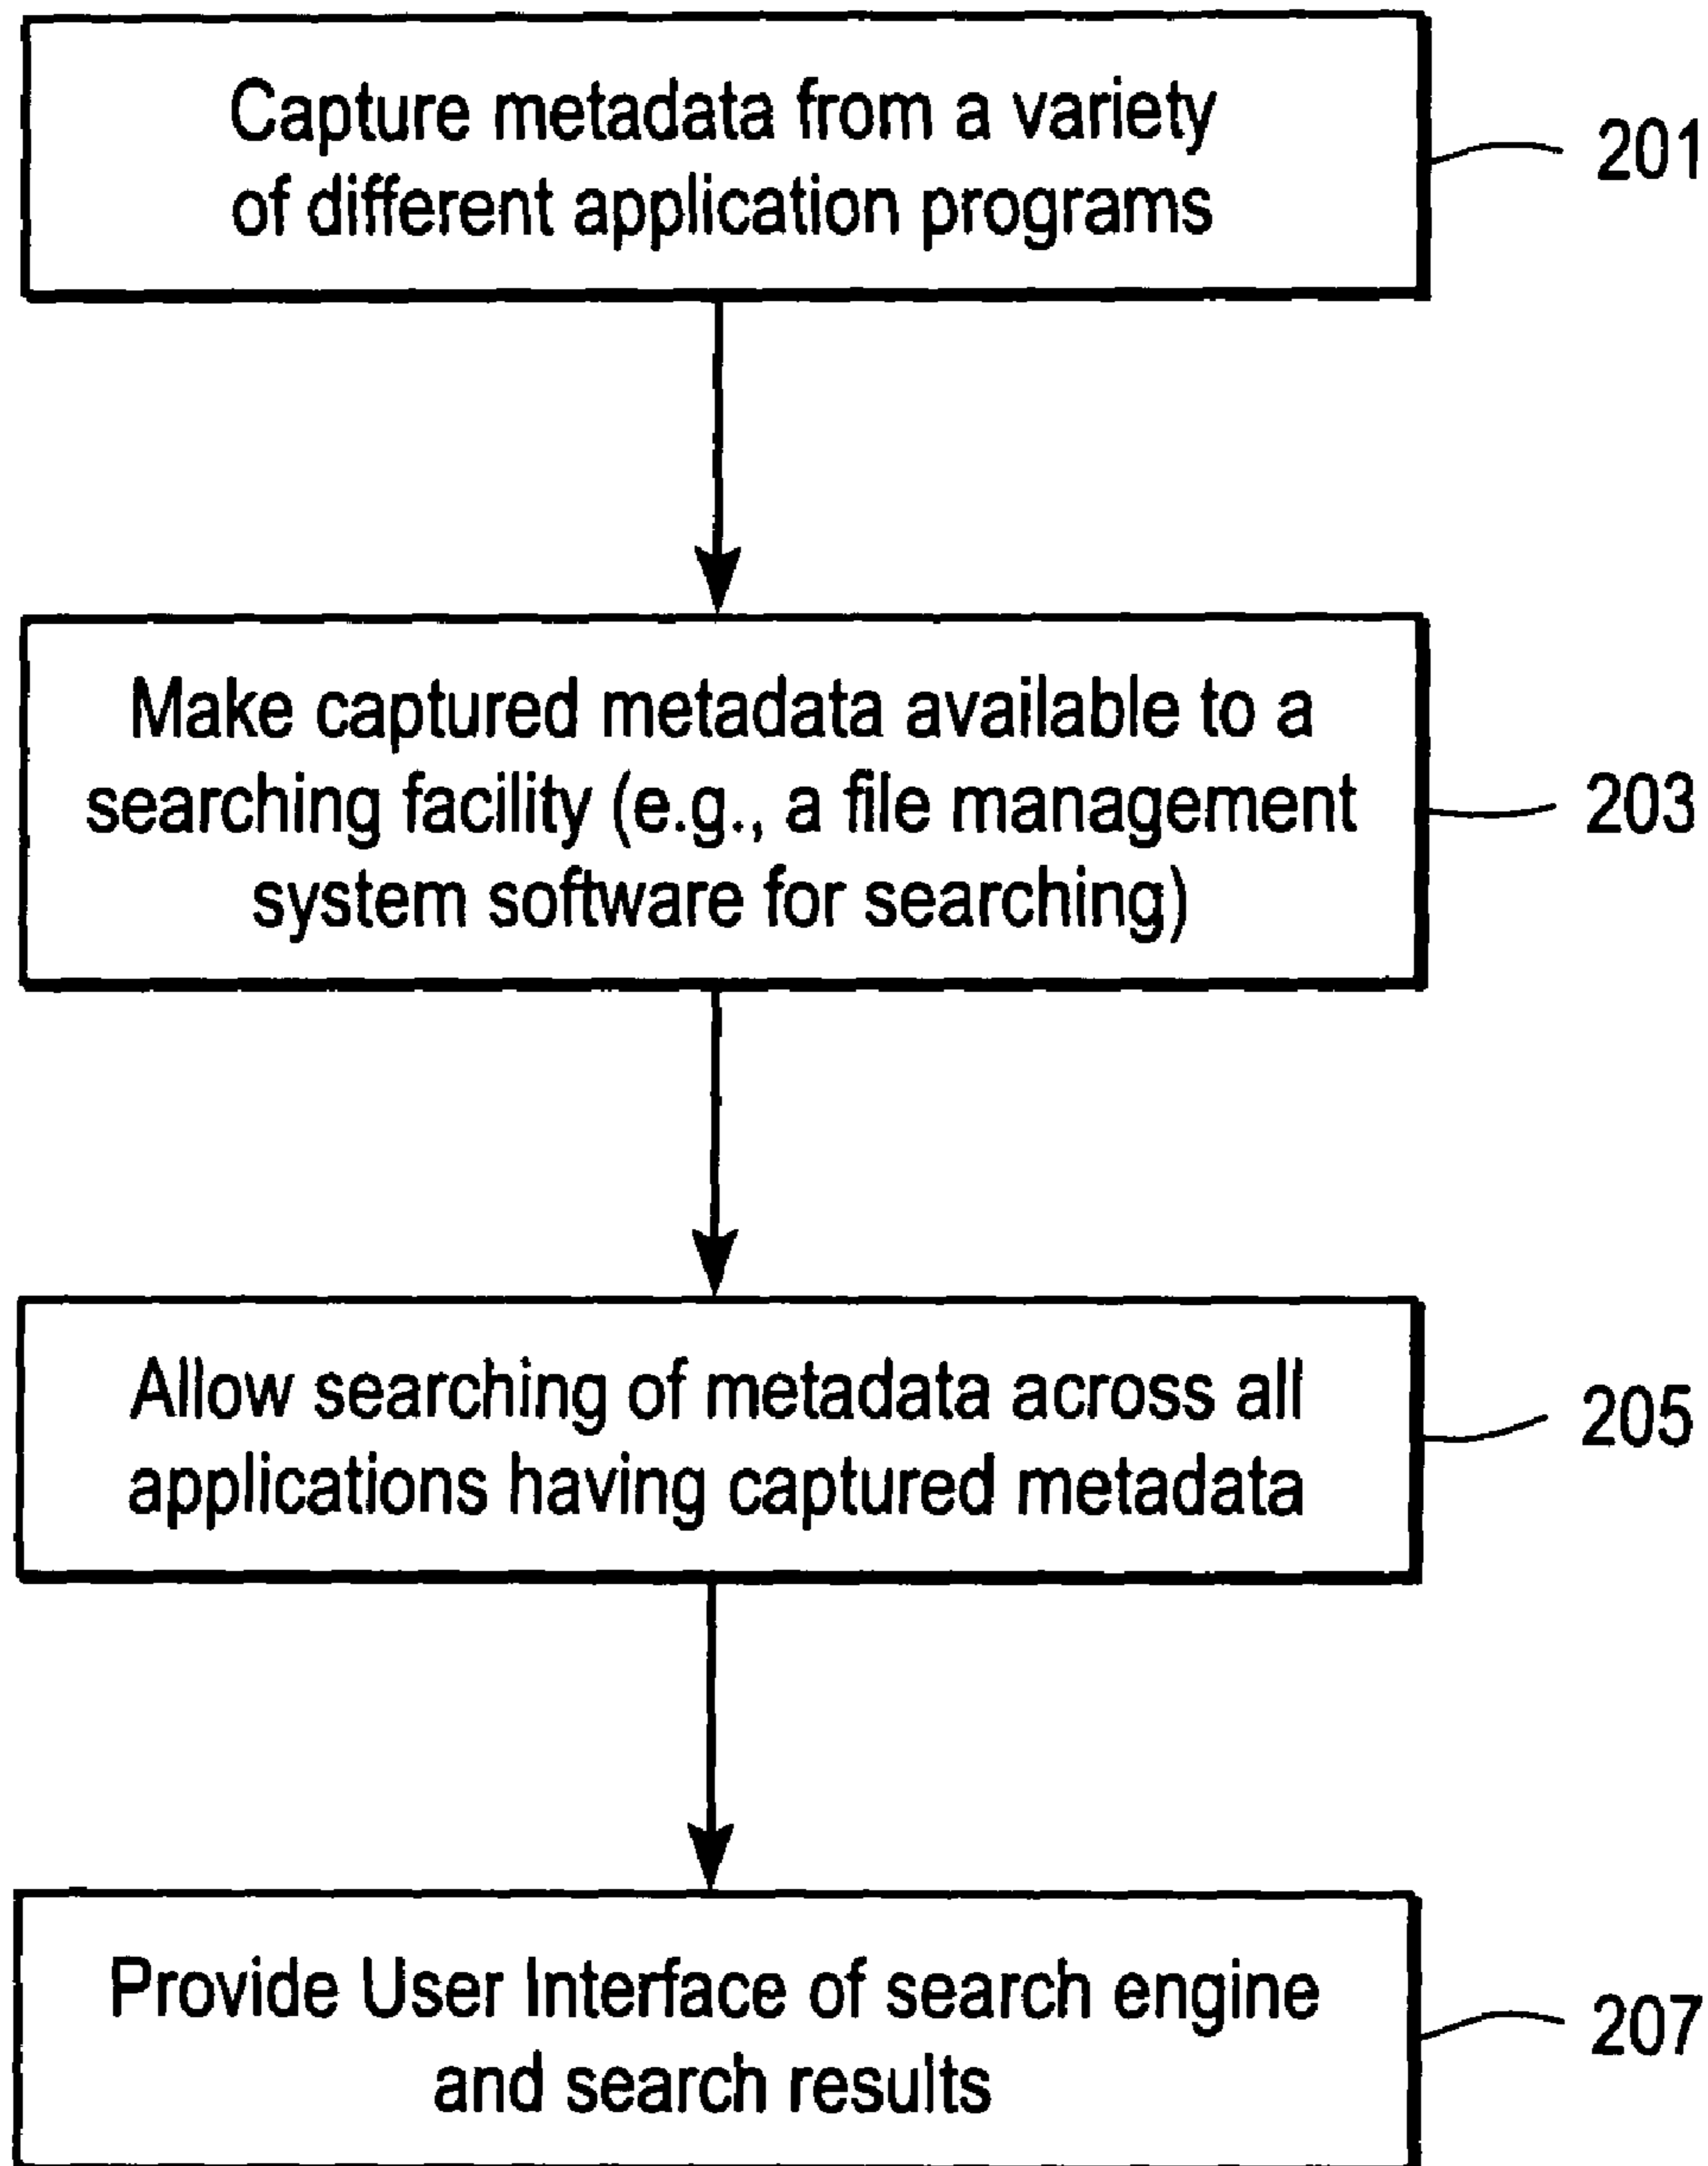 Capture metadata from a variety
of different application programs
201
Make captured metadata available to a
searching facility (e.g., a file management
system software for searching)
203
Allow searching of metadata across all
applications having captured metadata
205
Provide User Interface of search engine
and search results
207